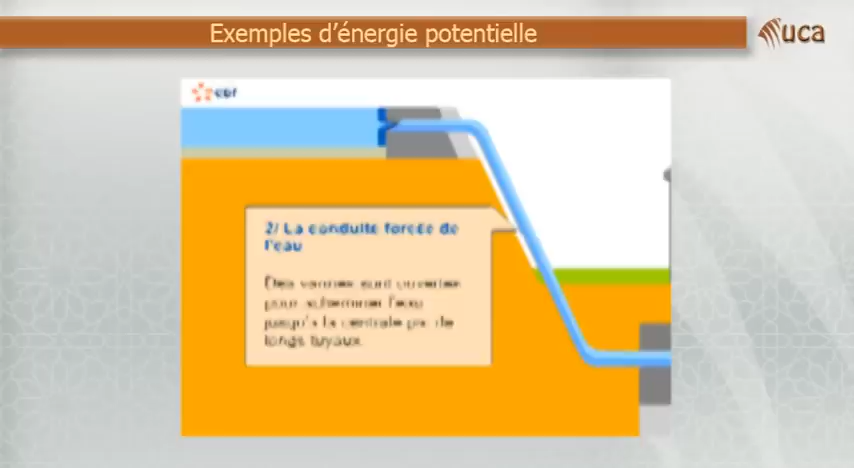 Exemples d'énergie potentielle
uca
edf
2/ La conduite forcée de
l'eau
Des vannes sont ouvertes
pour acheminer l'eau
jusqu'à la centrale par de
longs tuyaux